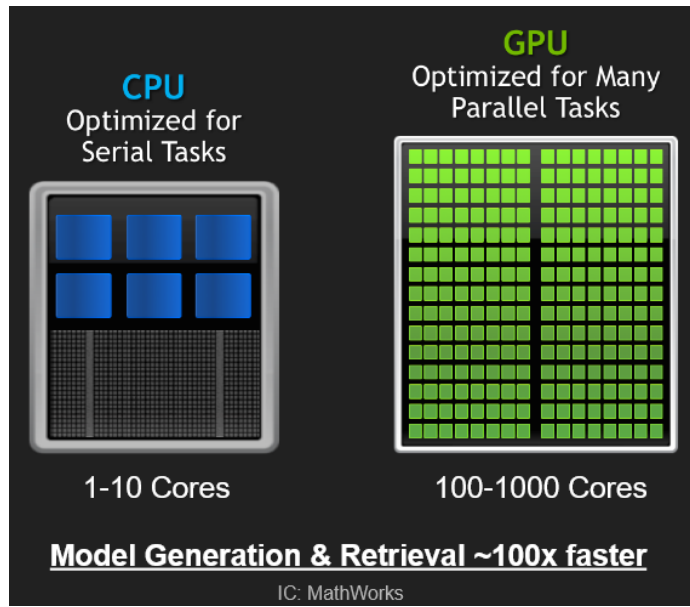 CPU
Optimized for
Serial Tasks
GPU
Optimized for Many
Parallel Tasks
1-10 Cores
100-1000 Cores
Model Generation & Retrieval ~100x faster
IC: MathWorks